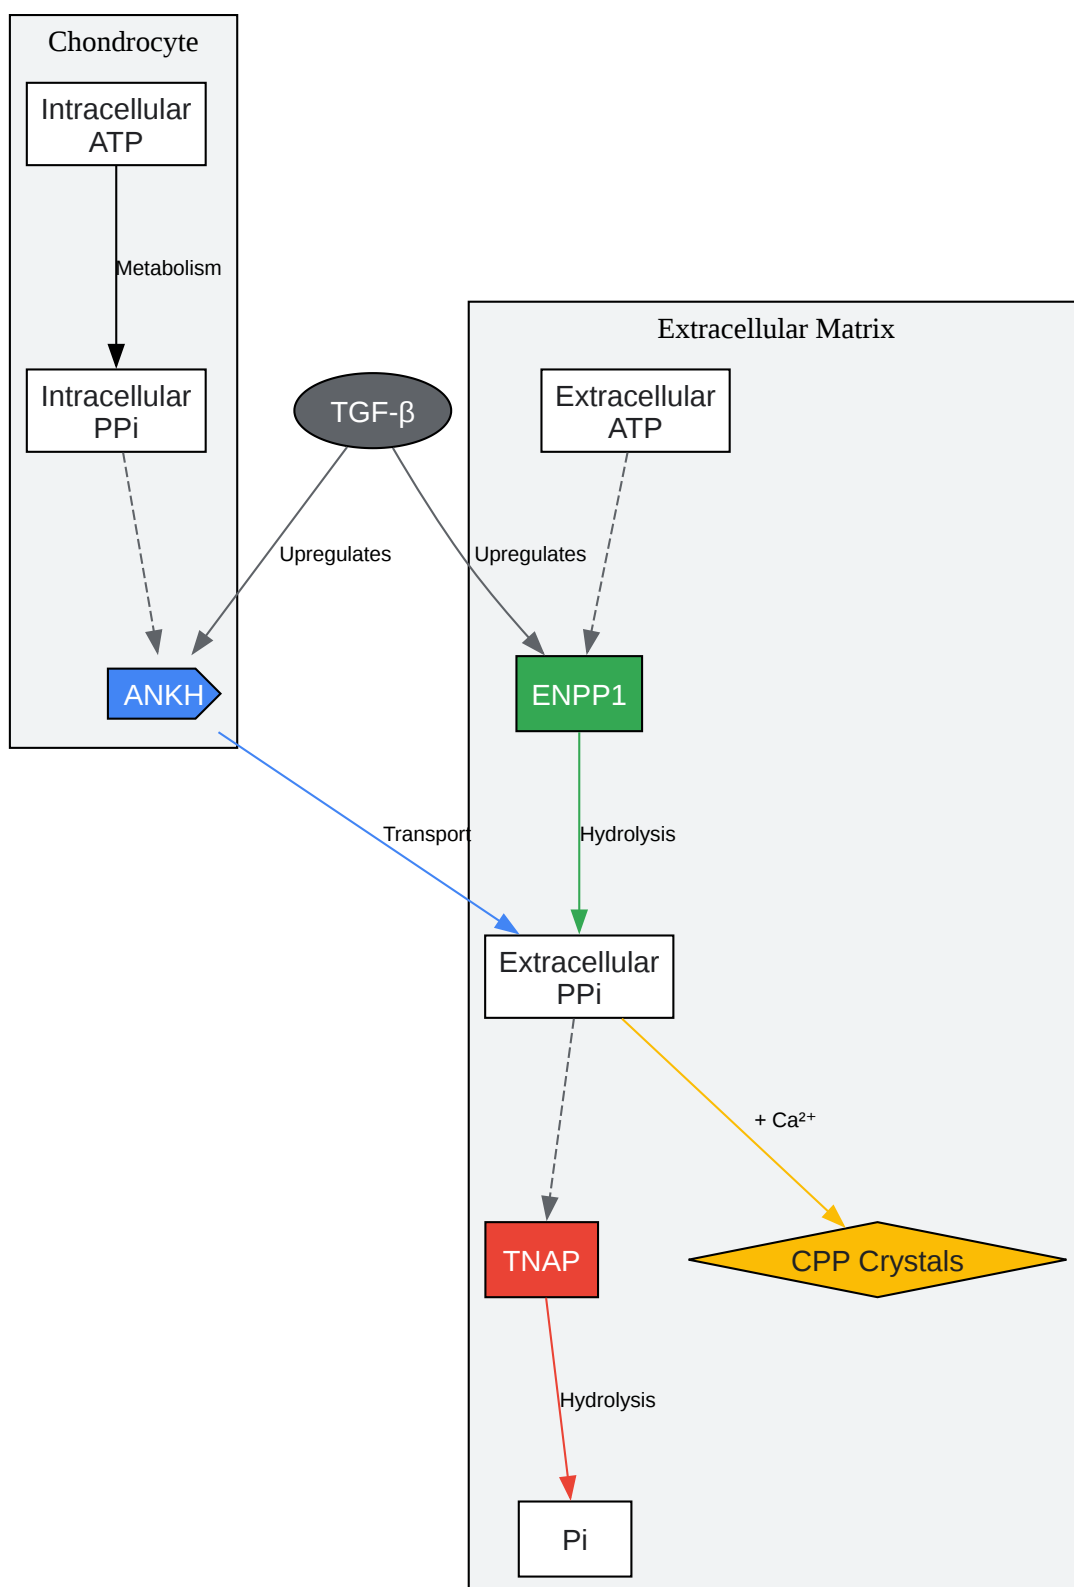 Chondrocyte
Intracellular
ATP
Metabolism
Extracellular Matrix
Intracellular
PPi
TGF-β
Extracellular
ATP
Upregulates
Upregulates
ANKH
ENPP1
Transport
Hydrolysis
Extracellular
PPi
+ Ca²⁺
TNAP
CPP Crystals
Hydrolysis
Pi